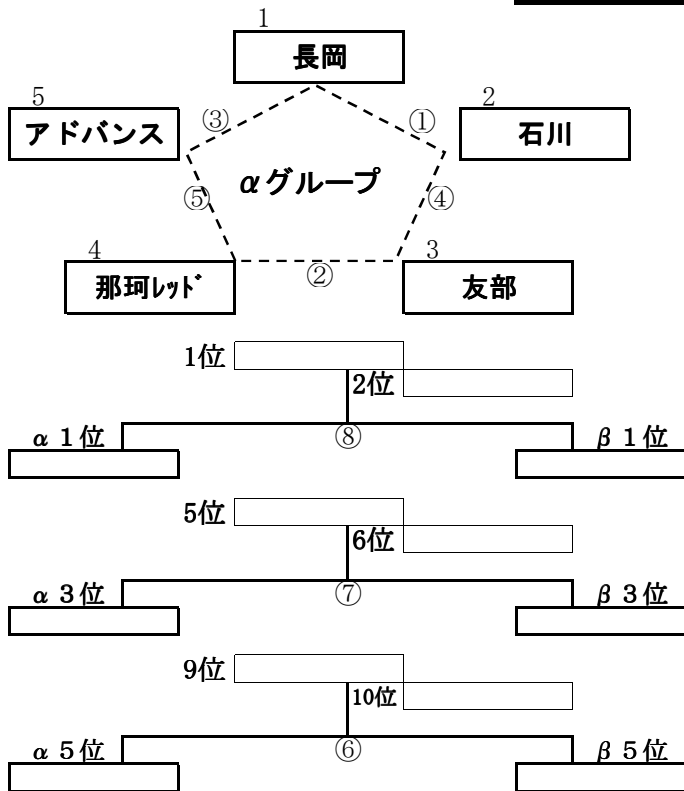 1
長岡
5
アドバンス
2
石川
③
①
αグループ
⑤
④
4
那珂ﾚｯﾄﾞ
②
3
友部
1位
2位
α 1位
⑧
β 1位
5位
6位
α 3位
⑦
β 3位
9位
10位
α 5位
⑥
β 5位